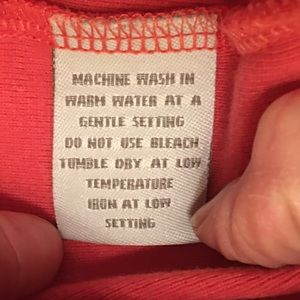 MACHINE WASH IN
WARM WATER AT A
GENTLE SETTING
DO NOT USE BLEACH
TUMBLE DRY AT LOW
TEMPERATURE
IRON AT LOW
SETTING